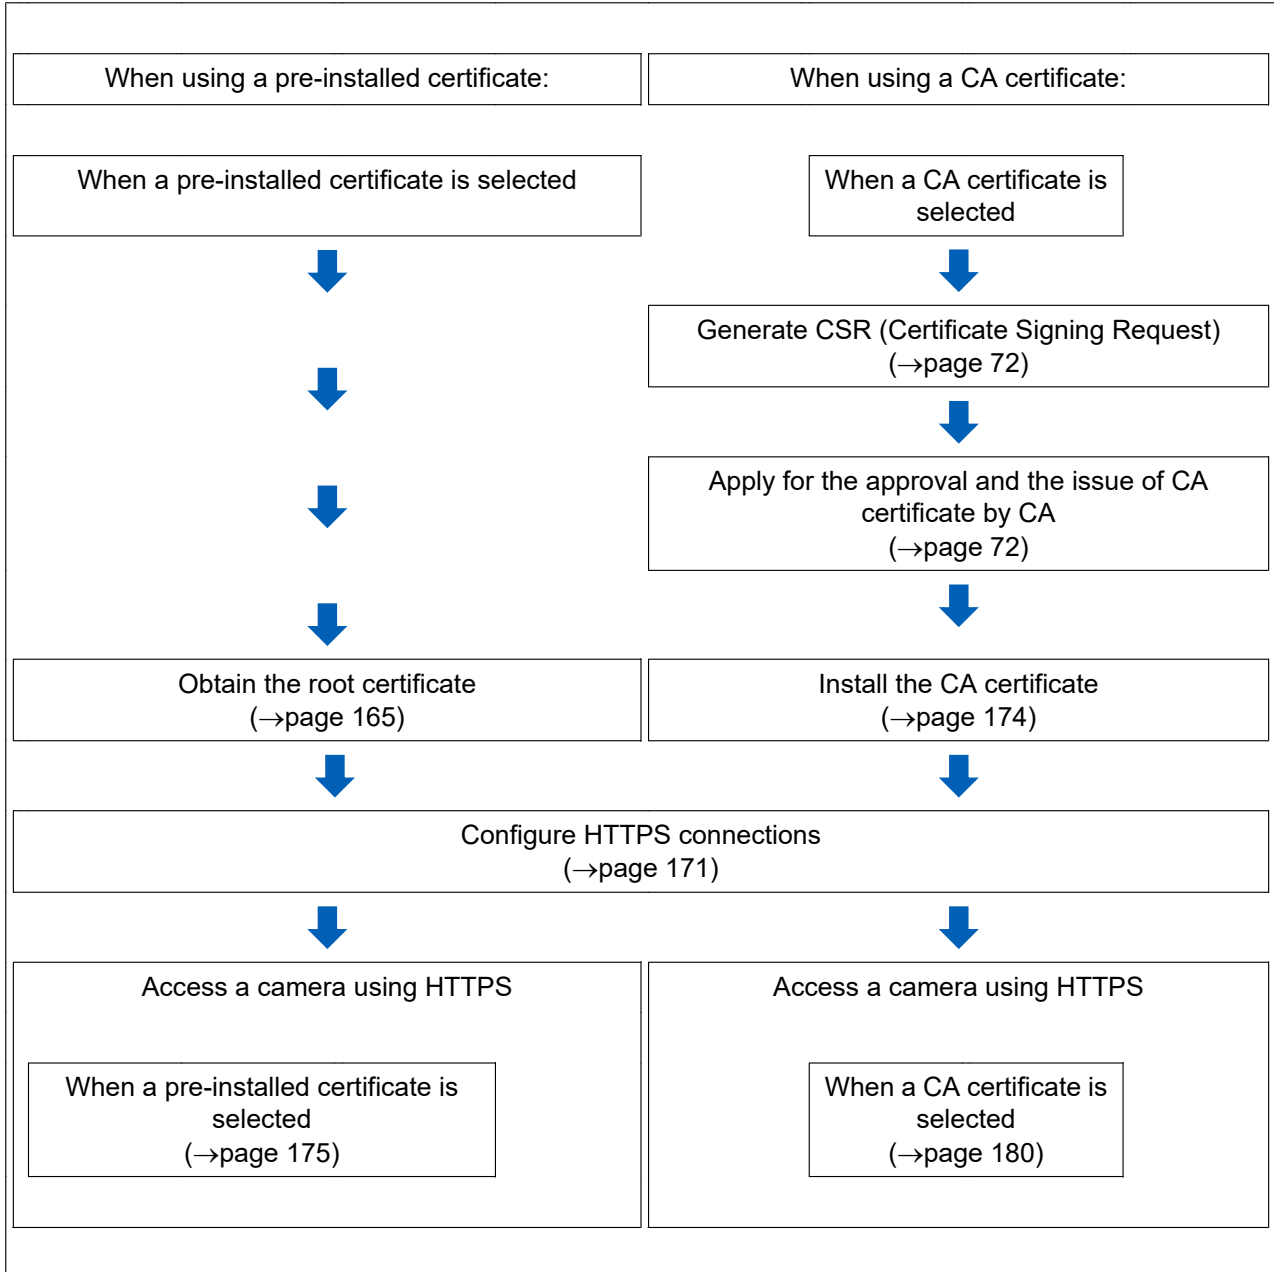 When using a pre-installed certificate:
When using a CA certificate:
When a pre-installed certificate is selected
When a CA certificate is
selected
Generate CSR (Certificate Signing Request)
(→page 72)
Apply for the approval and the issue of CA
certificate by CA
(→page 72)
Obtain the root certificate
(→page 165)
Install the CA certificate
(→page 174)
Configure HTTPS connections
(→page 171)
Access a camera using HTTPS
When a pre-installed certificate is
selected
(→page 175)
Access a camera using HTTPS
When a CA certificate is
selected
(→page 180)